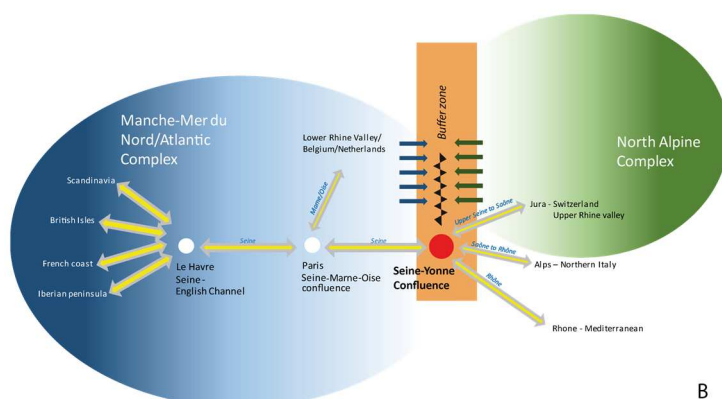 Manche-Mer du
Nord/Atlantic
Complex
Scandinavia
British Isles
French coast
Iberian peninsula
Le Havre
Seine -
English Channel
Seine
Lower Rhine Valley/
Belgium/Netherlands
Marne/Oise
Paris
Seine-Marne-Oise
confluence
Seine
Buffer zone
Seine-Yonne
Confluence
North Alpine
Complex
Upper Seine to Saône
Jura - Switzerland
Upper Rhine valley
Saône to Rhône
Alps – Northern Italy
Rhône
Rhone - Mediterranean
B